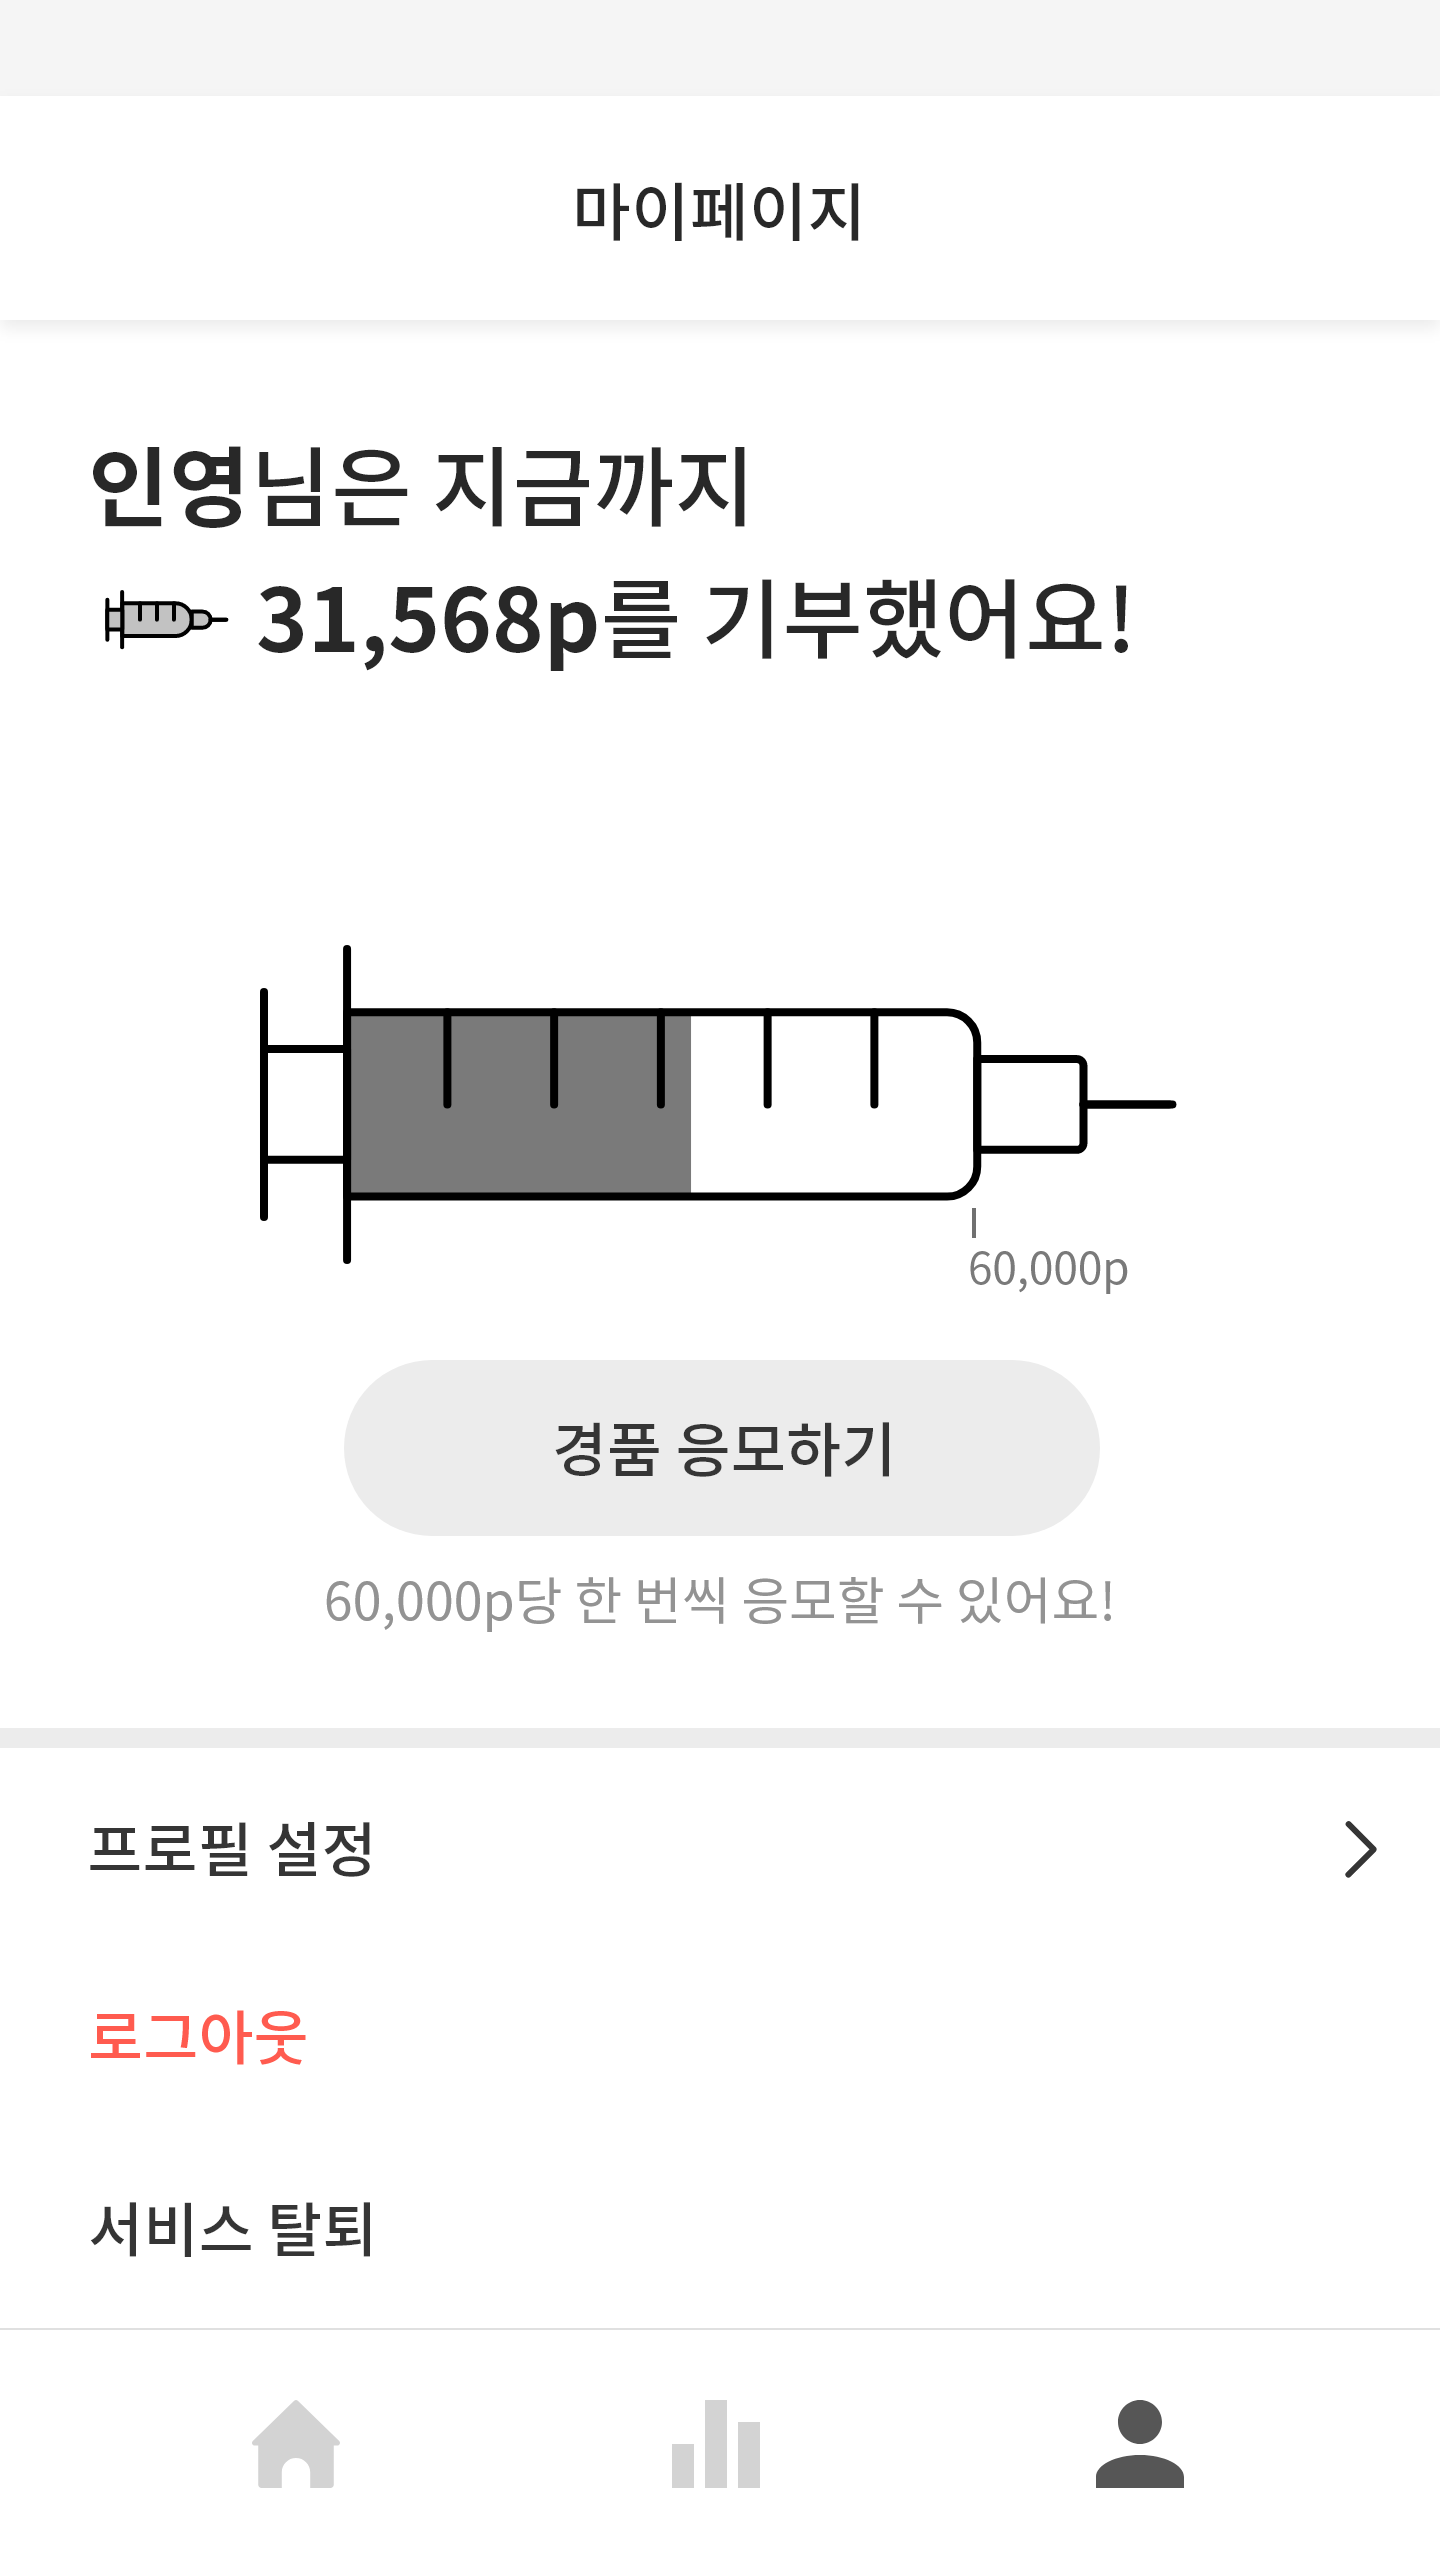 마이페이지
인영님은 지금까지
31,568p를 기부했어요!
60,000p
경품 응모하기
60,000p당 한 번씩 응모할 수 있어요!
프로필 설정
로그아웃
서비스 탈퇴